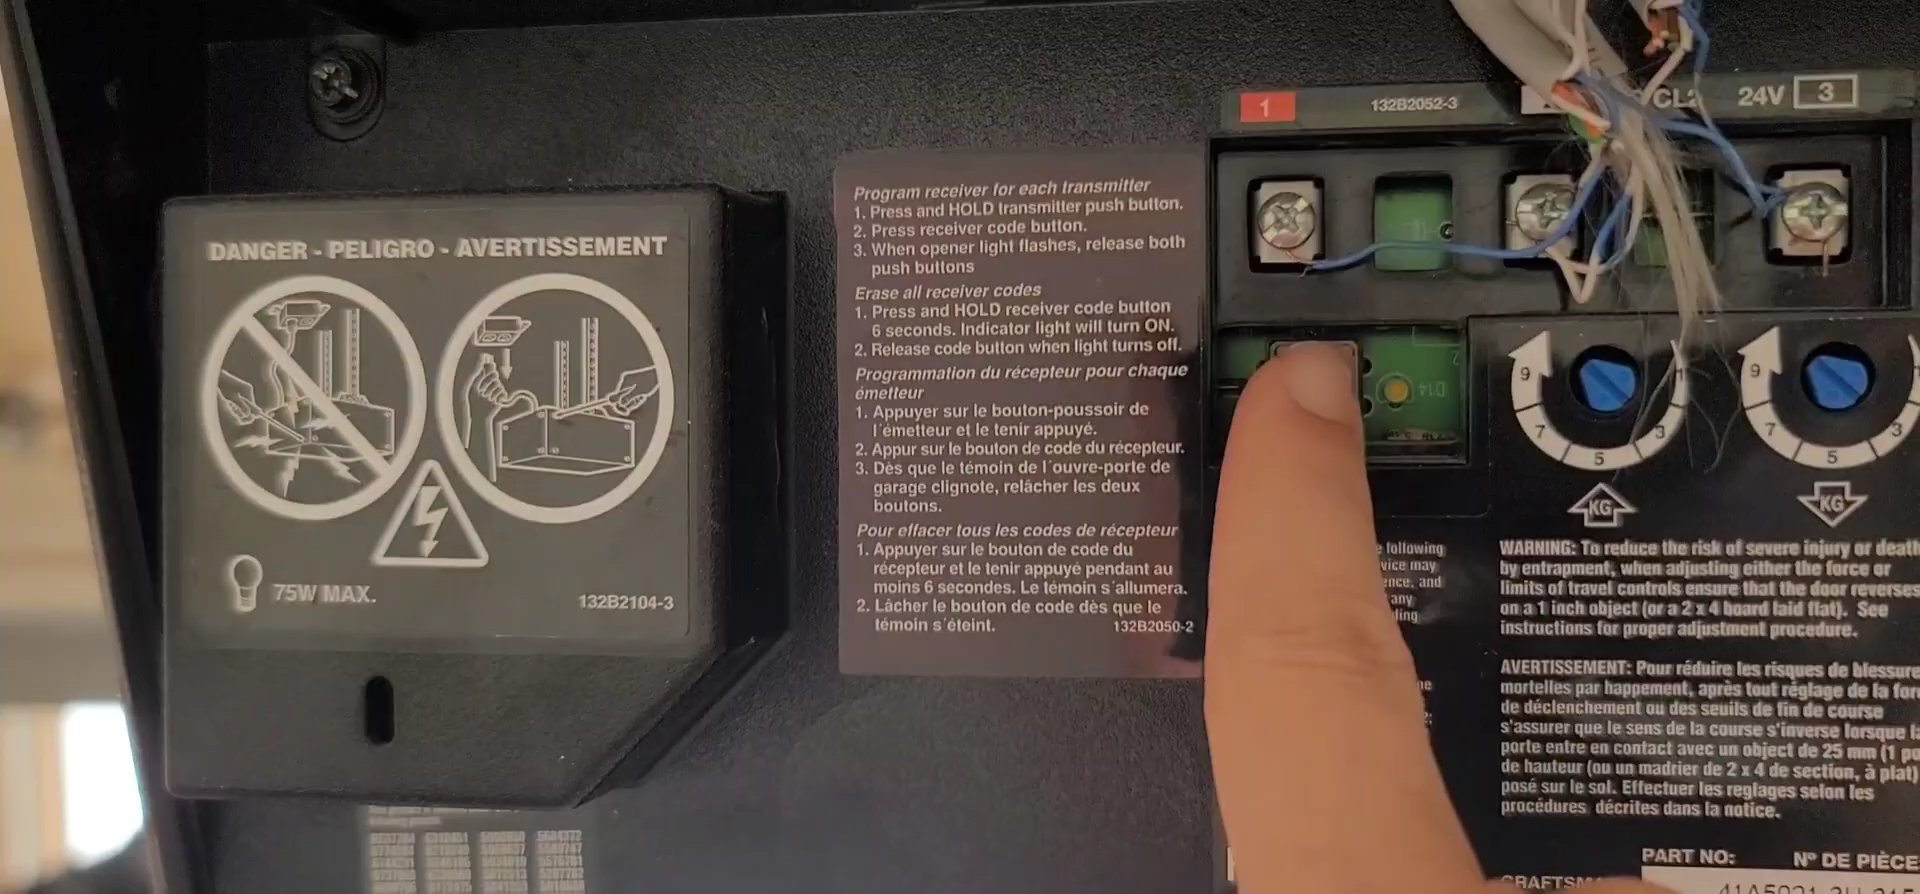 DANGER - PELIGRO - AVERTISSEMENT
75W MAX.
132B2104-3
Program receiver for each transmitter
1. Press and HOLD transmitter push button.
2. Press receiver code button.
3. When opener light flashes, release both
push buttons
Erase all receiver codes
1. Press and HOLD receiver code button
6 seconds. Indicator light will turn ON.
2. Release code button when light turns off.
Programmation du récepteur pour chaque
émetteur
1. Appuyer sur le bouton-poussoir de
l'émetteur et le tenir appuyé.
2. Appur sur le bouton de code du récepteur.
3. Dès que le témoin de l'ouvre-porte de
garage clignote, relâcher les deux
boutons.
Pour effacer tous les codes de récepteur
1. Appuyer sur le bouton de code du
récepteur et le tenir appuyé pendant au
moins 6 secondes. Le témoin s'allumera.
2. Lâcher le bouton de code dès que le
témoin s'éteint.
132B2050-2
1
132B2052-3
24V 3
D14
9
7
5
3
1
KG
9
7
5
3
KG
following
any
WARNING: To reduce the risk of severe injury or death
by entrapment, when adjusting either the force or
limits of travel controls ensure that the door reverses
on a 1 inch object (or a 2 x 4 board laid flat). See
instructions for proper adjustment procedure.
AVERTISSEMENT: Pour réduire les risques de blessure
mortelles par happement, après tout réglage de la
de déclenchement ou des seuils de fin de course
s'assurer que le sens de la course s'inverse lorsque
porte entre en contact avec un object de 25 mm (1
de hauteur (ou un madrier de 2 x 4 de section, à plat)
posé sur le sol. Effectuer les reglages selon les
procédures décrites dans la notice.
PART NO: Nº DE PIÈCE